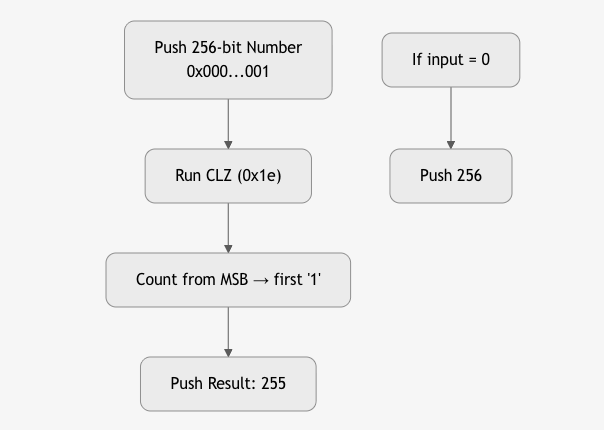 Push 256-bit Number
0x000...001
If input = 0
Run CLZ (0x1e)
Push 256
Count from MSB → first '1'
Push Result: 255